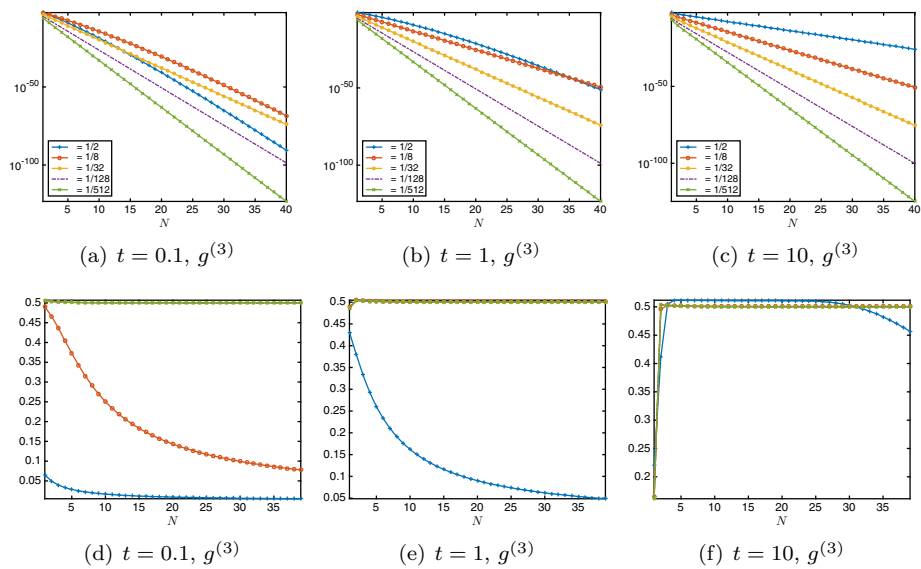 10^{-50}
10^{-100}
= 1/2
= 1/8
= 1/32
= 1/128
= 1/512
5 10 15 20 25 30 35 40
N
(a) t = 0.1, g^{(3)}
10^{-50}
10^{-100}
= 1/2
= 1/8
= 1/32
= 1/128
= 1/512
5 10 15 20 25 30 35 40
N
(b) t = 1, g^{(3)}
10^{-50}
10^{-100}
= 1/2
= 1/8
= 1/32
= 1/128
= 1/512
5 10 15 20 25 30 35 40
N
(c) t = 10, g^{(3)}
0.5
0.45
0.4
0.35
0.3
0.25
0.2
0.15
0.1
0.05
5 10 15 20 25 30 35
N
(d) t = 0.1, g^{(3)}
0.5
0.45
0.4
0.35
0.3
0.25
0.2
0.15
0.1
0.05
5 10 15 20 25 30 35
N
(e) t = 1, g^{(3)}
0.5
0.45
0.4
0.35
0.3
0.25
0.2
5 10 15 20 25 30 35
N
(f) t = 10, g^{(3)}